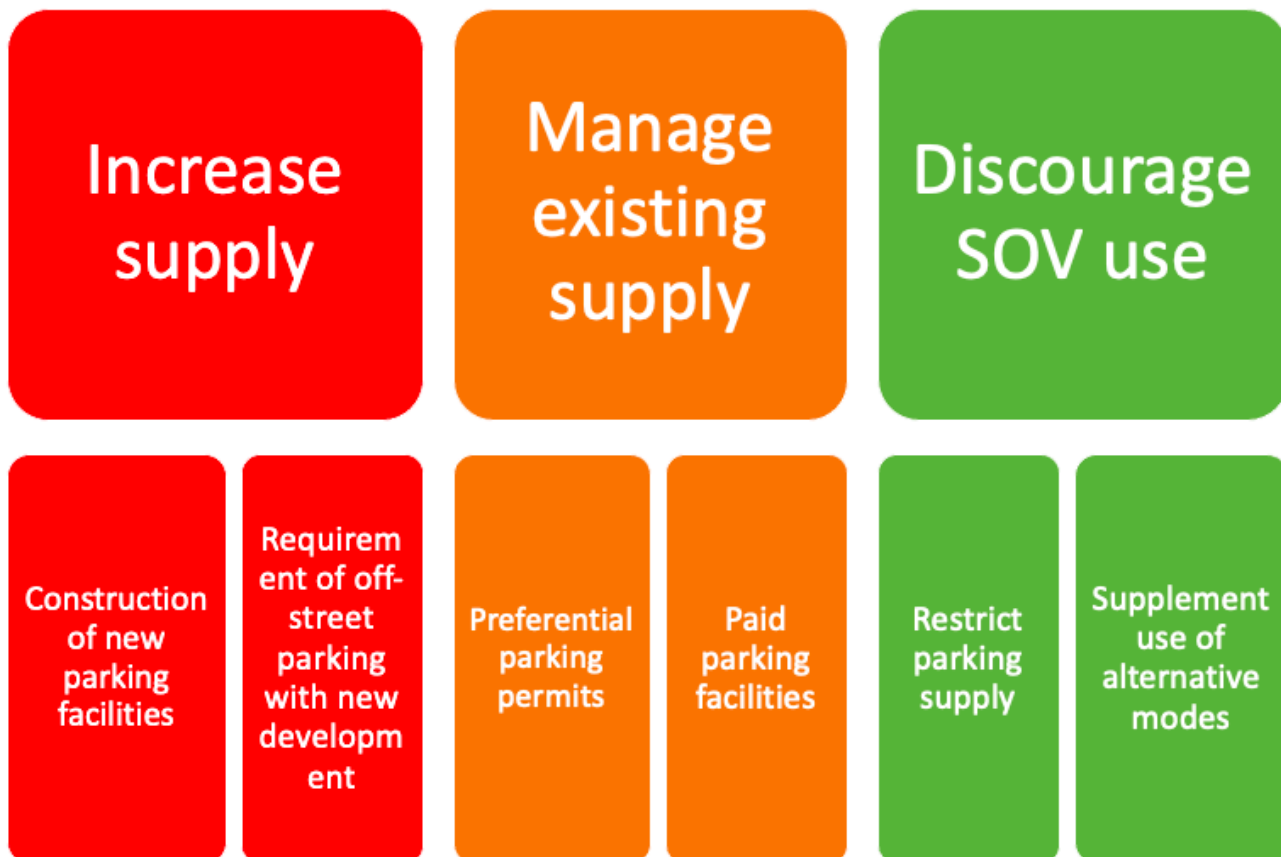 Increase
supply
Manage
existing
supply
Discourage
SOV use
Construction
of new
parking
facilities
Requirem
ent of off-
street
parking
with new
developm
ent
Preferential
parking
permits
Paid
parking
facilities
Restrict
parking
supply
Supplement
use of
alternative
modes